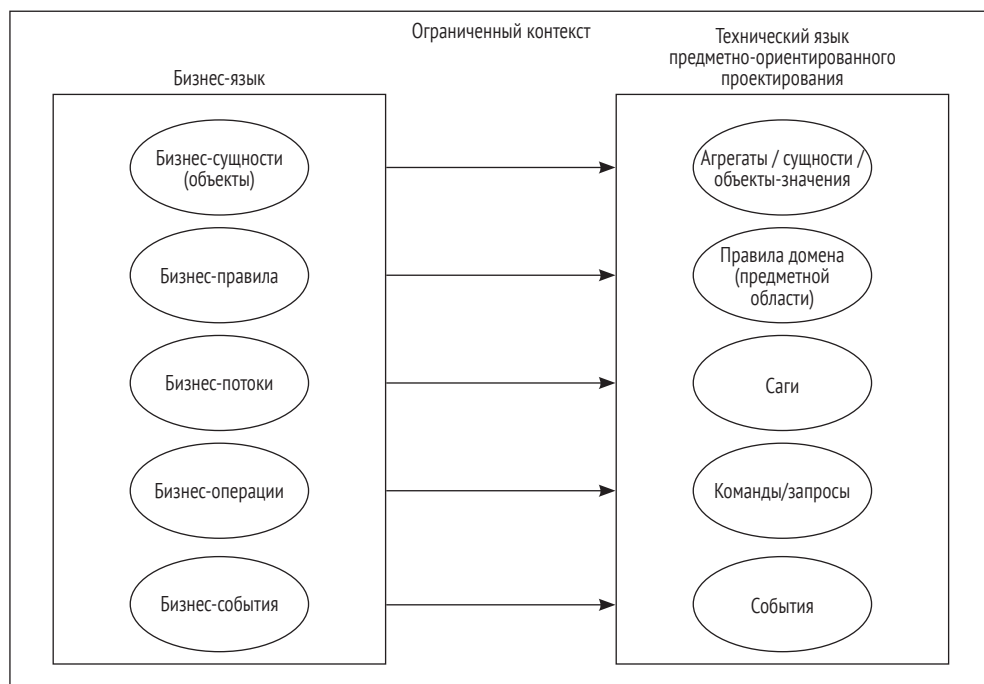 Ограниченный контекст
Бизнес-язык
Технический язык
предметно-ориентированного
проектирования
Бизнес-сущности
(объекты)
Агрегаты / сущности /
объекты-значения
Бизнес-правила
Правила домена
(предметной
области)
Бизнес-потоки
Саги
Бизнес-операции
Команды/запросы
Бизнес-события
События